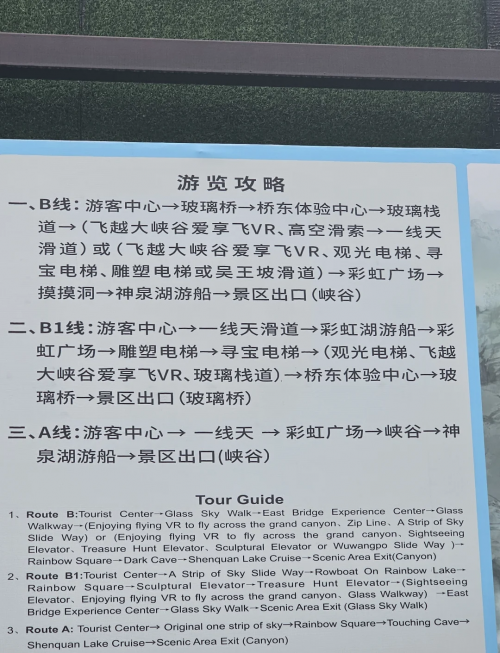 游览攻略
一、B线：游客中心→玻璃桥→桥东体验中心→玻璃栈
道→（飞越大峡谷爱享飞VR、高空滑索→一线天
滑道）或（飞越大峡谷爱享飞VR、观光电梯、寻
宝电梯、雕塑电梯或吴王坡滑道）→彩虹广场→
摸摸洞→神泉湖游船→景区出口(峡谷)
二、B1线：游客中心→一线天滑道→彩虹湖游船→彩
虹广场→雕塑电梯→寻宝电梯→（观光电梯、飞越
大峡谷爱享飞VR、玻璃栈道）→桥东体验中心→玻
璃桥→景区出口(玻璃桥)
三、A线：游客中心→ 一线天 →彩虹广场→峡谷→神
泉湖游船→景区出口(峡谷)
Tour Guide
1、Route B:Tourist Center→Glass Sky Walk→East Bridge Experience Center→Glass
Walkway→(Enjoying flying VR to fly across the grand canyon、Zip Line、A Strip of Sky
Slide Way) or (Enjoying flying VR to fly across the grand canyon、Sightseeing
Elevator、Treasure Hunt Elevator、Sculptural Elevator or Wuwangpo Slide Way )→
Rainbow Square→Dark Cave→Shenquan Lake Cruise→Scenic Area Exit(Canyon)
2、Route B1:Tourist Center→A Strip of Sky Slide Way→Rowboat On Rainbow Lake→
Rainbow Square→Sculptural Elevator→Treasure Hunt Elevator→(Sightseeing
Elevator、Enjoying flying VR to fly across the grand canyon、Glass Walkway) →East
Bridge Experience Center→Glass Sky Walk→Scenic Area Exit (Glass Sky Walk)
3、Route A: Tourist Center→ Original one strip of sky→Rainbow Square→Touching Cave→
Shenquan Lake Cruise→Scenic Area Exit (Canyon)